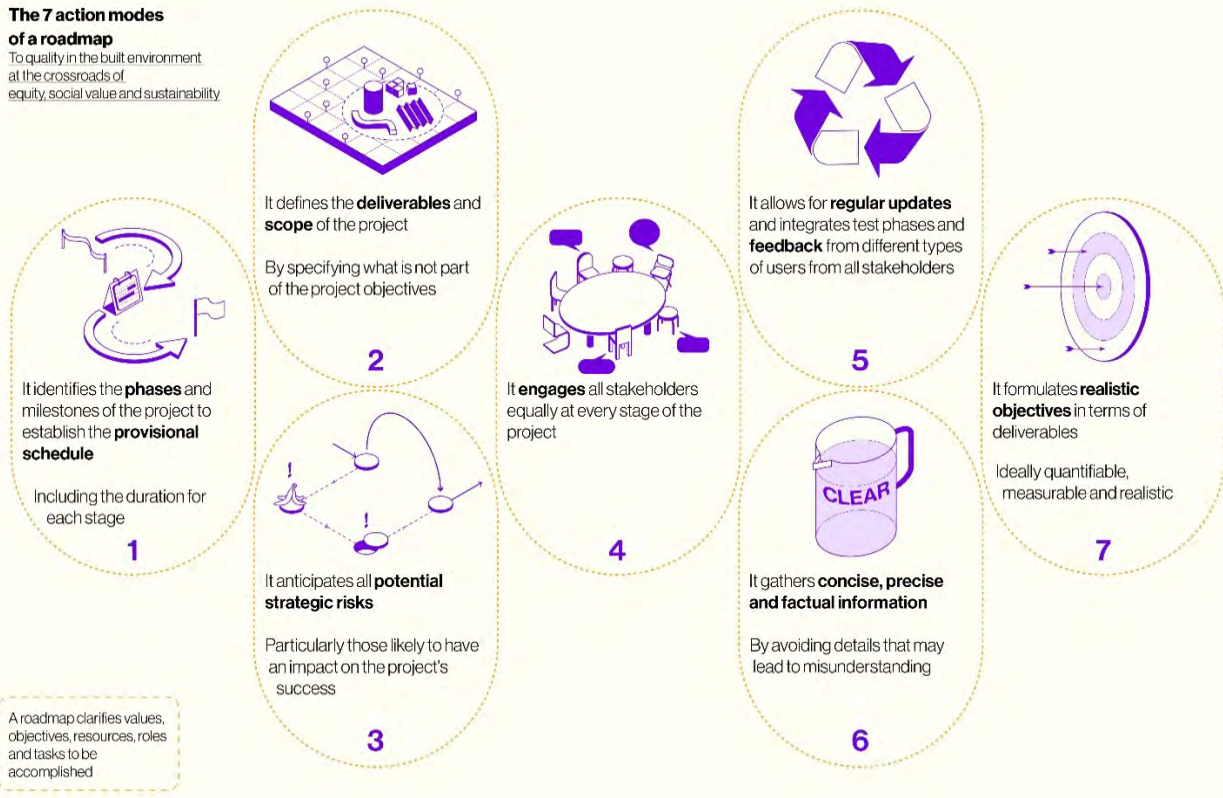 The 7 action modes
of a roadmap
To quality in the built environment
at the crossroads of
equity, social value and sustainability
It identifies the phases and
milestones of the project to
establish the provisional
schedule
Including the duration for
each stage
1
It defines the deliverables and
scope of the project
By specifying what is not part
of the project objectives
2
!
!
It anticipates all potential
strategic risks
Particularly those likely to have
an impact on the project's
success
3
It engages all stakeholders
equally at every stage of the
project
4
It allows for regular updates
and integrates test phases and
feedback from different types
of users from all stakeholders
5
CLEAR
It gathers concise, precise
and factual information
By avoiding details that may
lead to misunderstanding
6
It formulates realistic
objectives in terms of
deliverables
Ideally quantifiable,
measurable and realistic
7
A roadmap clarifies values,
objectives, resources, roles
and tasks to be
accomplished